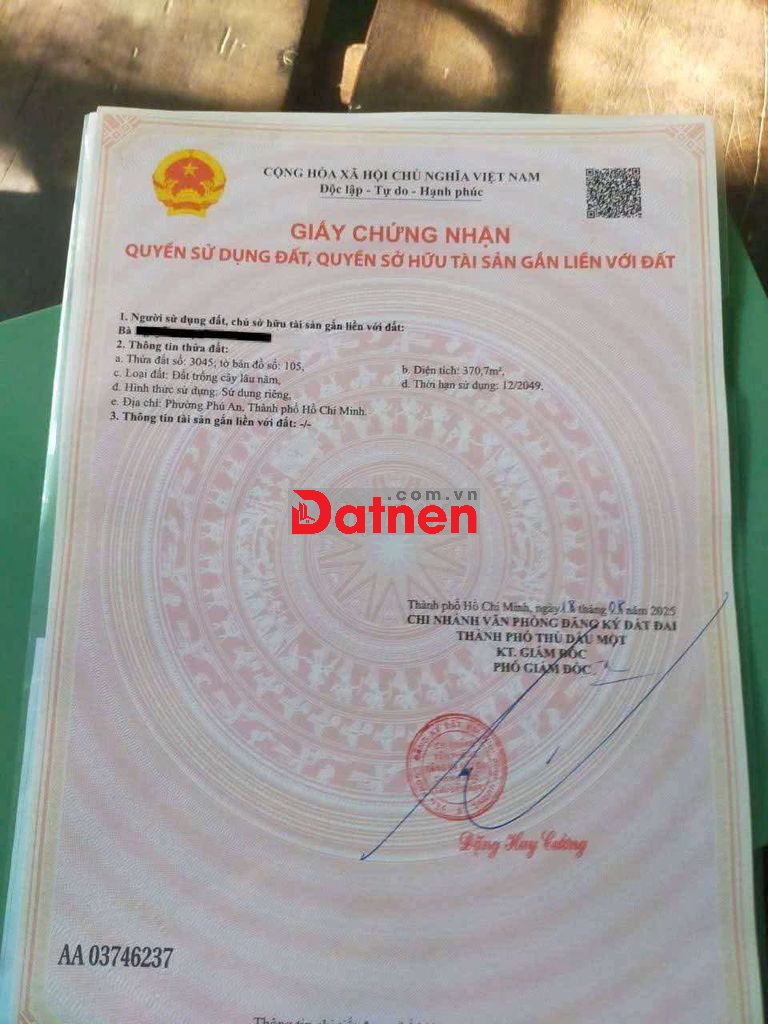 CỘNG HÒA XÃ HỘI CHỦ NGHĨA VIỆT NAM
Độc lập - Tự do - Hạnh phúc
GIẤY CHỨNG NHẬN
QUYỀN SỬ DỤNG ĐẤT, QUYỀN SỞ HỮU TÀI SẢN GẮN LIỀN VỚI ĐẤT
1. Người sử dụng đất, chủ sở hữu tài sản gắn liền với đất:
Bà
2. Thông tin thửa đất:
a. Thửa đất số: 3045; tờ bản đồ số: 105, b. Diện tích: 370,7m²,
c. Loại đất: Đất trồng cây lâu năm, d. Thời hạn sử dụng: 12/2049,
đ. Hình thức sử dụng: Sử dụng riêng,
e. Địa chỉ: Phường Phú An, Thành phố Hồ Chí Minh.
3. Thông tin tài sản gắn liền với đất: -/-
.com.vn
Datnen
Thành phố Hồ Chí Minh, ngày 18 tháng 08 năm 2025
CHI NHÁNH VĂN PHÒNG ĐĂNG KÝ ĐẤT ĐAI
THÀNH PHỐ THỦ DẦU MỘT
KT. GIÁM ĐỐC
PHÓ GIÁM ĐỐC
Đặng Huy Cường
AA 03746237